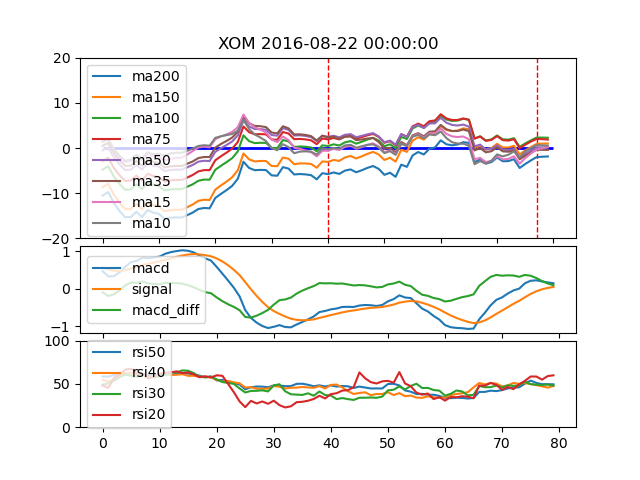 XOM 2016-08-22 00:00:00
20
10
0
−10
−20
ma200
ma150
ma100
ma75
ma50
ma35
ma15
ma10
1
0
−1
macd
signal
macd_diff
100
50
0
rsi50
rsi40
rsi30
rsi20
0 10 20 30 40 50 60 70 80